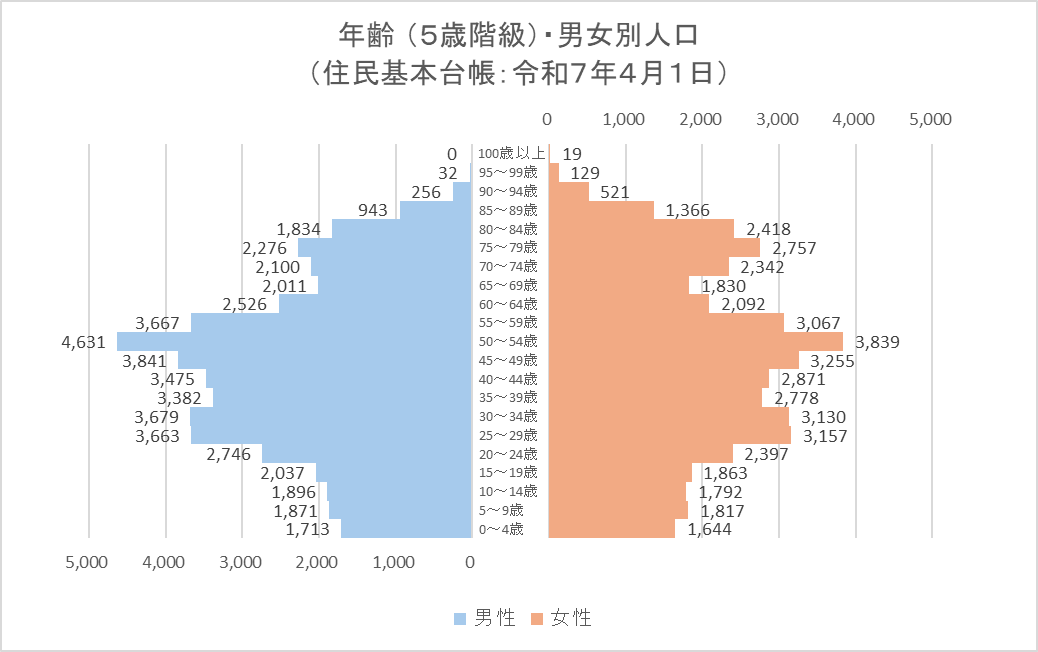 年齢（５歳階級）・男女別人口
（住民基本台帳：令和７年４月１日）
0 1,000 2,000 3,000 4,000 5,000
0 100歳以上 19
32 95～99歳 129
256 90～94歳 521
943 85～89歳 1,366
1,834 80～84歳 2,418
2,276 75～79歳 2,757
2,100 70～74歳 2,342
2,011 65～69歳 1,830
2,526 60～64歳 2,092
3,667 55～59歳 3,067
4,631 50～54歳 3,839
3,841 45～49歳 3,255
3,475 40～44歳 2,871
3,382 35～39歳 2,778
3,679 30～34歳 3,130
3,663 25～29歳 3,157
2,746 20～24歳 2,397
2,037 15～19歳 1,863
1,896 10～14歳 1,792
1,871 5～9歳 1,817
1,713 0～4歳 1,644
5,000 4,000 3,000 2,000 1,000 0
男性 女性